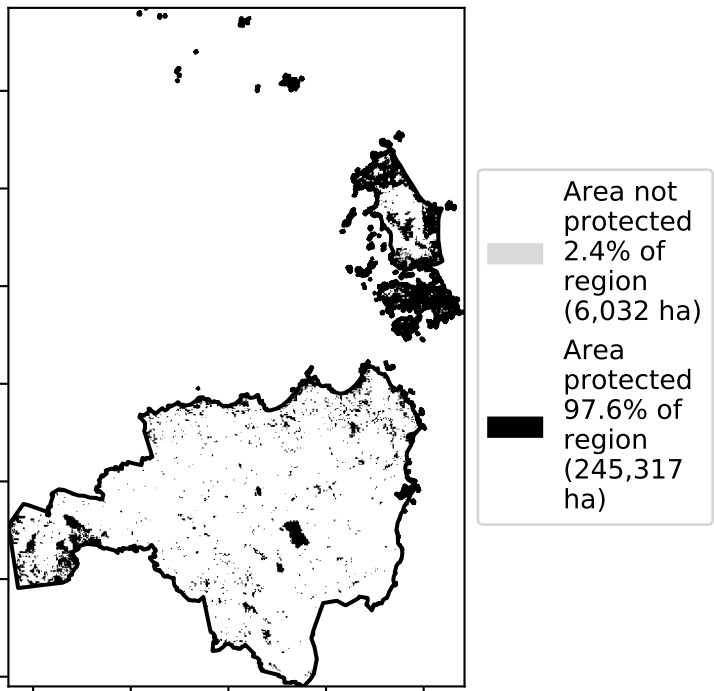 Area not
protected
2.4% of
region
(6,032 ha)
Area
protected
97.6% of
region
(245,317
ha)